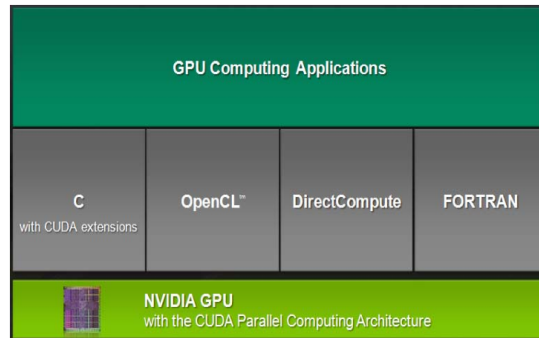 GPU Computing Applications
C
with CUDA extensions
OpenCL™
DirectCompute
FORTRAN
NVIDIA GPU
with the CUDA Parallel Computing Architecture